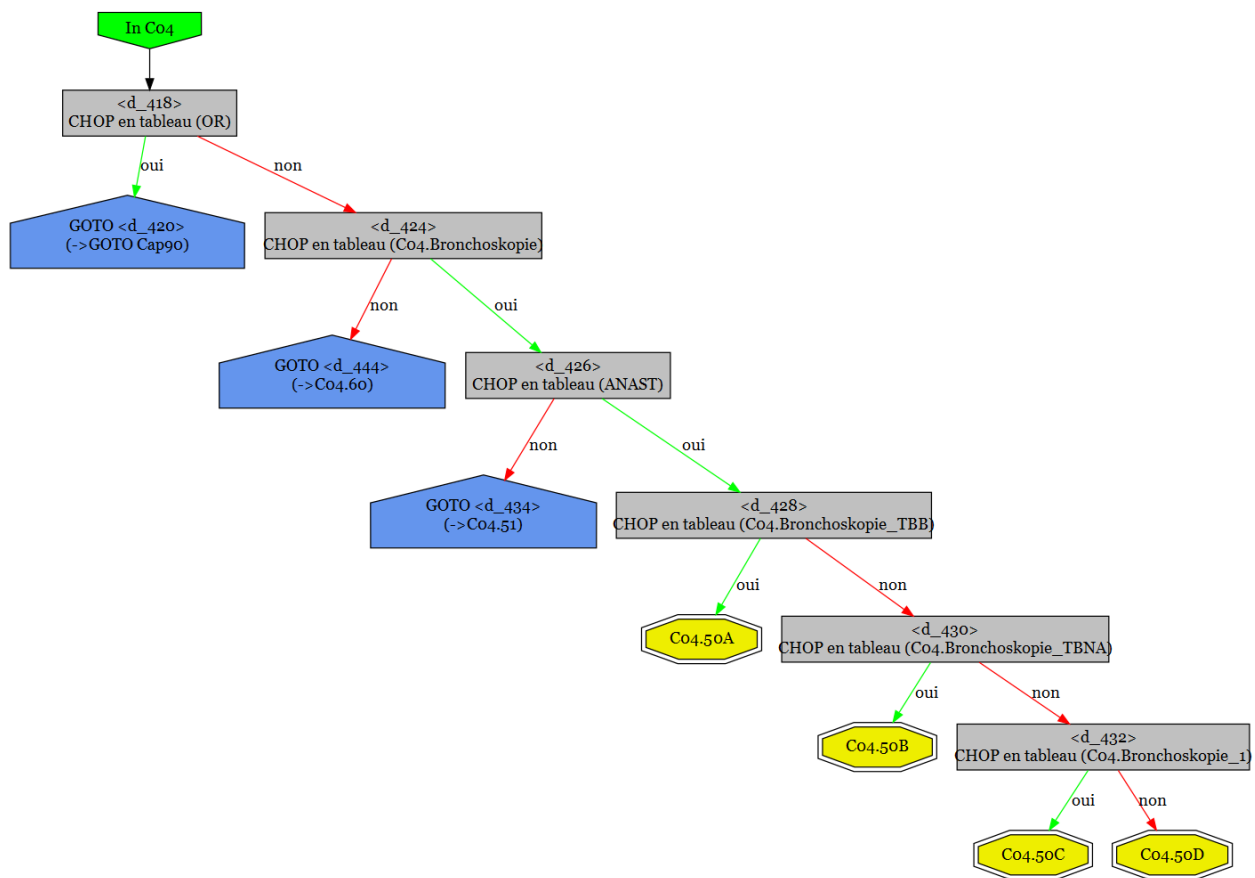 In C04
<d_418>
CHOP en tableau (OR)
oui
non
GOTO <d_420>
(->GOTO Cap90)
<d_424>
CHOP en tableau (C04.Bronchoskopie)
non
oui
GOTO <d_444>
(->C04.60)
<d_426>
CHOP en tableau (ANAST)
non
oui
GOTO <d_434>
(->C04.51)
<d_428>
CHOP en tableau (C04.Bronchoskopie_TBB)
oui
non
C04.50A
<d_430>
CHOP en tableau (C04.Bronchoskopie_TBNA)
oui
non
C04.50B
<d_432>
CHOP en tableau (C04.Bronchoskopie_1)
oui
non
C04.50C
C04.50D